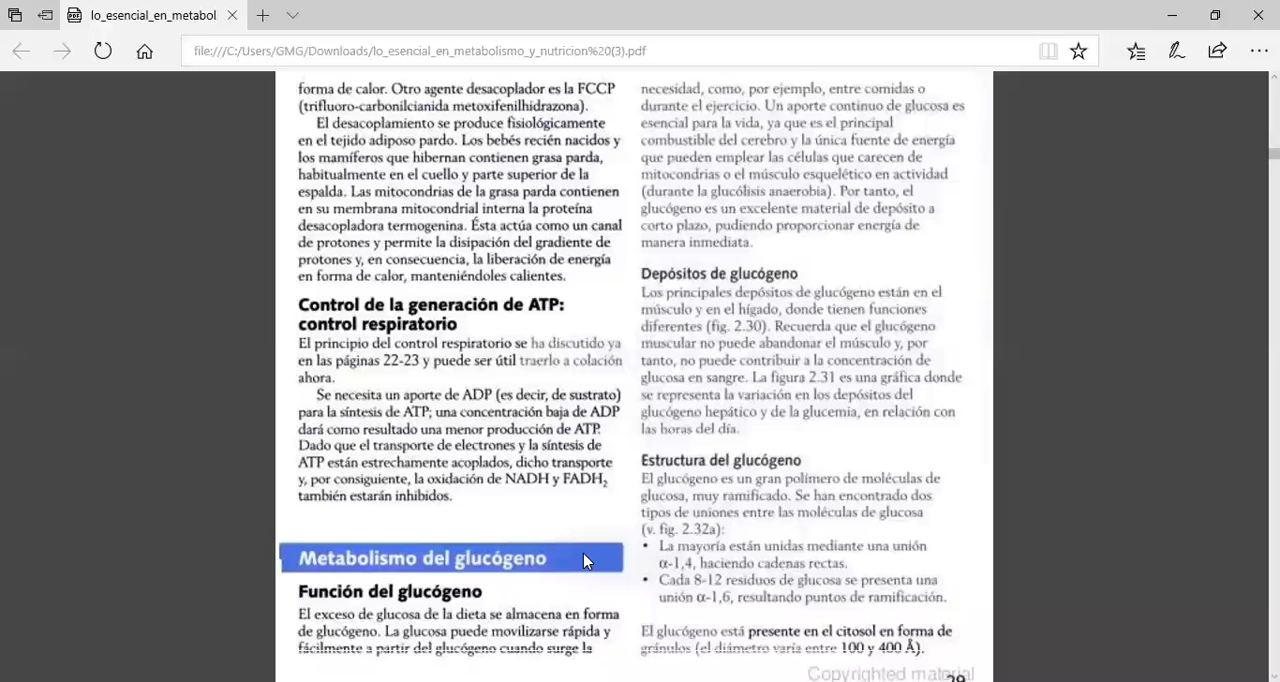 lo_esencial_en_metabol
file:///C:/Users/GMG/Downloads/lo_esencial_en_metabolismo_y_nutricion%20(3).pdf
forma de calor. Otro agente desacoplador es la FCCP
(trifluoro-carbonilcianida metoxifenilhidrazona).
El desacoplamiento se produce fisiológicamente
en el tejido adiposo pardo. Los bebés recién nacidos y
los mamíferos que hibernan contienen grasa parda,
habitualmente en el cuello y parte superior de la
espalda. Las mitocondrias de la grasa parda contienen
en su membrana mitocondrial interna la proteína
desacopladora termogenina. Ésta actúa como un canal
de protones y permite la disipación del gradiente de
protones y, en consecuencia, la liberación de energía
en forma de calor, manteniéndoles calientes.
Control de la generación de ATP:
control respiratorio
El principio del control respiratorio se ha discutido ya
en las páginas 22-23 y puede ser útil traerlo a colación
ahora.
Se necesita un aporte de ADP (es decir, de sustrato)
para la síntesis de ATP; una concentración baja de ADP
dará como resultado una menor producción de ATP.
Dado que el transporte de electrones y la síntesis de
ATP están estrechamente acoplados, dicho transporte
y, por consiguiente, la oxidación de NADH y FADH₂
también estarán inhibidos.
Metabolismo del glucógeno
Función del glucógeno
El exceso de glucosa de la dieta se almacena en forma
de glucógeno. La glucosa puede movilizarse rápida y
fácilmente a partir del glucógeno cuando surge la
necesidad, como, por ejemplo, entre comidas o
durante el ejercicio. Un aporte continuo de glucosa es
esencial para la vida, ya que es el principal
combustible del cerebro y la única fuente de energía
que pueden emplear las células que carecen de
mitocondrias o el músculo esquelético en actividad
(durante la glucólisis anaerobia). Por tanto, el
glucógeno es un excelente material de depósito a
corto plazo, pudiendo proporcionar energía de
manera inmediata.
Depósitos de glucógeno
Los principales depósitos de glucógeno están en el
músculo y en el hígado, donde tienen funciones
diferentes (fig. 2.30). Recuerda que el glucógeno
muscular no puede abandonar el músculo y, por
tanto, no puede contribuir a la concentración de
glucosa en sangre. La figura 2.31 es una gráfica donde
se representa la variación en los depósitos del
glucógeno hepático y de la glucemia, en relación con
las horas del día.
Estructura del glucógeno
El glucógeno es un gran polímero de moléculas de
glucosa, muy ramificado. Se han encontrado dos
tipos de uniones entre las moléculas de glucosa
(v. fig. 2.32a):
• La mayoría están unidas mediante una unión
α-1,4, haciendo cadenas rectas.
• Cada 8-12 residuos de glucosa se presenta una
unión α-1,6, resultando puntos de ramificación.
El glucógeno está presente en el citosol en forma de
gránulos (el diámetro varía entre 100 y 400 Å).
Copyrighted material
29